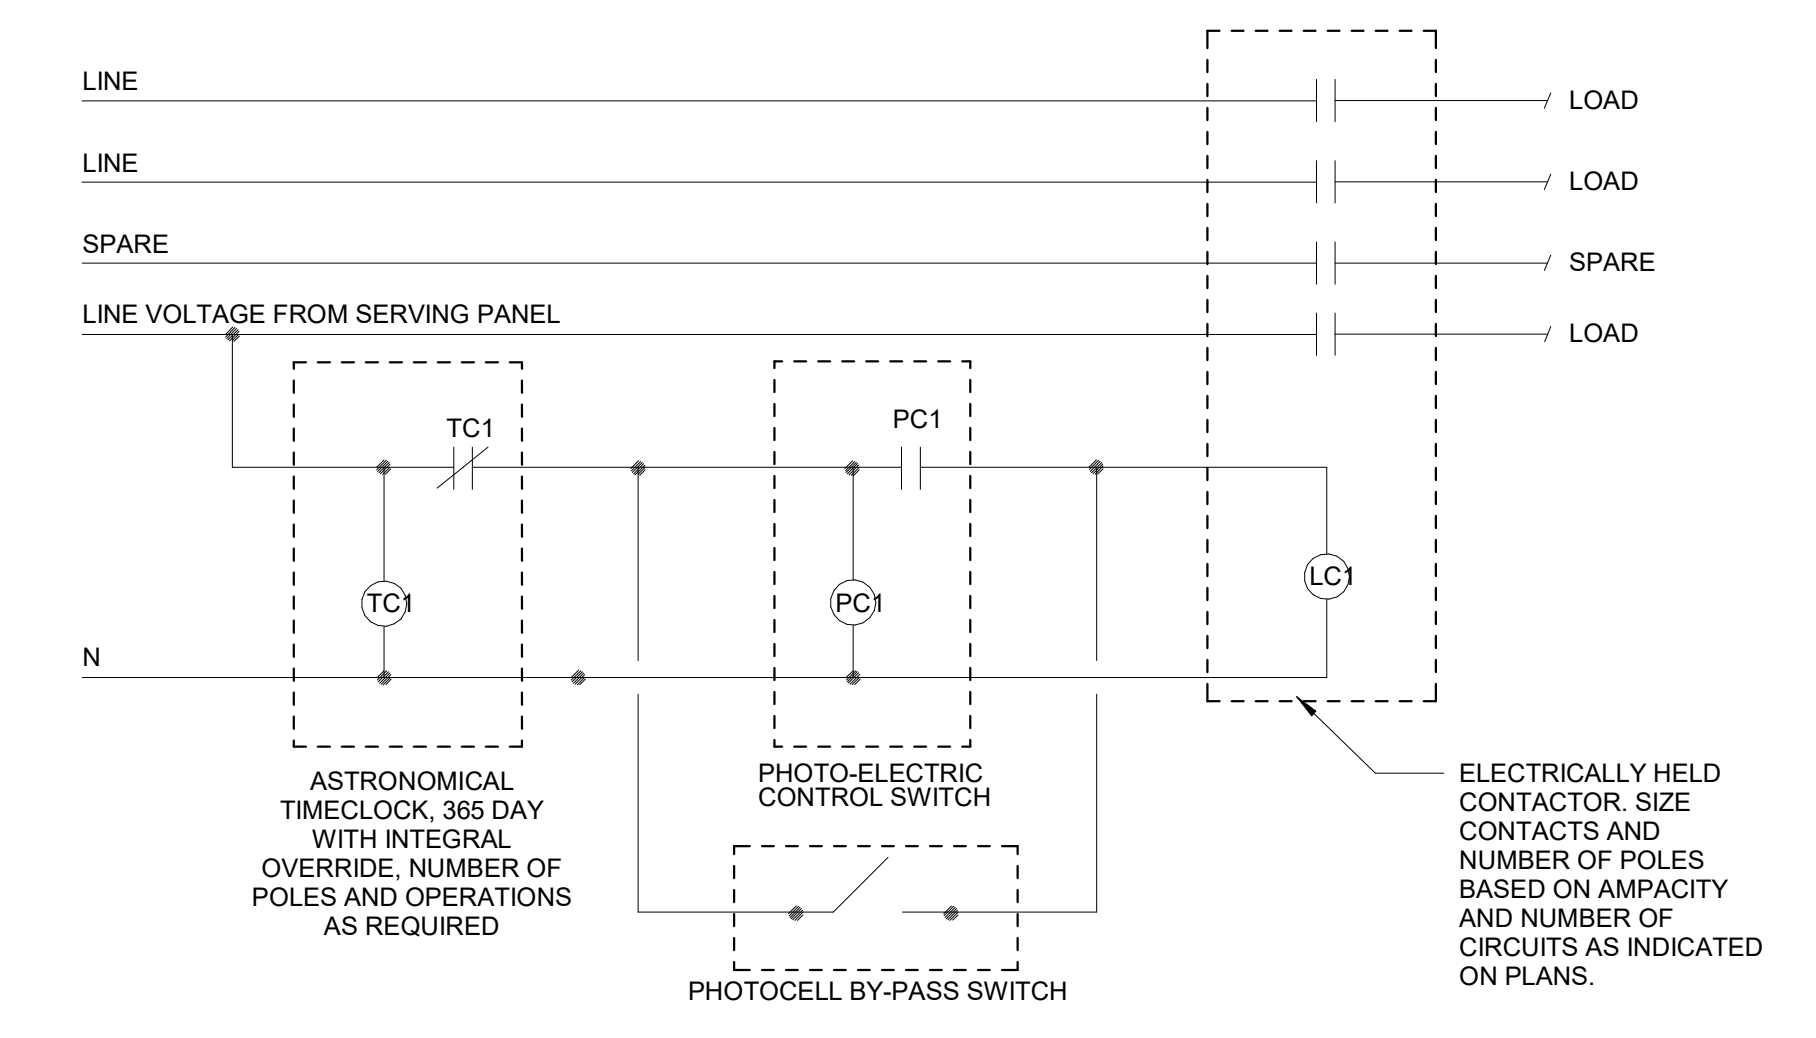 LINE
LOAD
LINE
LOAD
SPARE
SPARE
LINE VOLTAGE FROM SERVING PANEL
LOAD
TC1
PC1
TC1
PC1
LC1
N
ASTRONOMICAL
TIMECLOCK, 365 DAY
WITH INTEGRAL
OVERRIDE, NUMBER OF
POLES AND OPERATIONS
AS REQUIRED
PHOTO-ELECTRIC
CONTROL SWITCH
PHOTOCELL BY-PASS SWITCH
ELECTRICALLY HELD
CONTACTOR. SIZE
CONTACTS AND
NUMBER OF POLES
BASED ON AMPACITY
AND NUMBER OF
CIRCUITS AS INDICATED
ON PLANS.